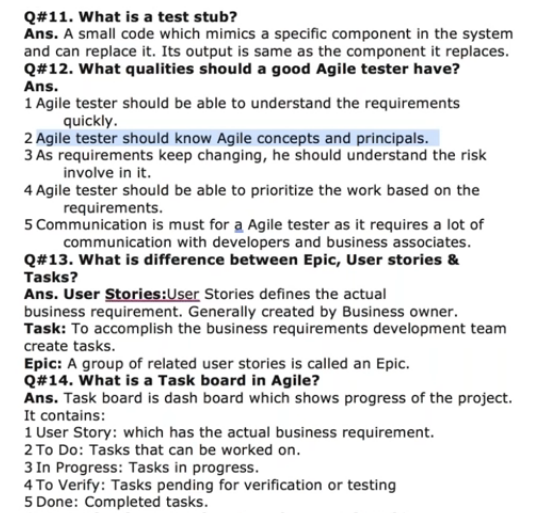 Q#11. What is a test stub?
Ans. A small code which mimics a specific component in the system
and can replace it. Its output is same as the component it replaces.
Q#12. What qualities should a good Agile tester have?
Ans.
1 Agile tester should be able to understand the requirements
quickly.
2 Agile tester should know Agile concepts and principals.
3 As requirements keep changing, he should understand the risk
involve in it.
4 Agile tester should be able to prioritize the work based on the
requirements.
5 Communication is must for a Agile tester as it requires a lot of
communication with developers and business associates.
Q#13. What is difference between Epic, User stories &
Tasks?
Ans. User Stories:User Stories defines the actual
business requirement. Generally created by Business owner.
Task: To accomplish the business requirements development team
create tasks.
Epic: A group of related user stories is called an Epic.
Q#14. What is a Task board in Agile?
Ans. Task board is dash board which shows progress of the project.
It contains:
1 User Story: which has the actual business requirement.
2 To Do: Tasks that can be worked on.
3 In Progress: Tasks in progress.
4 To Verify: Tasks pending for verification or testing
5 Done: Completed tasks.